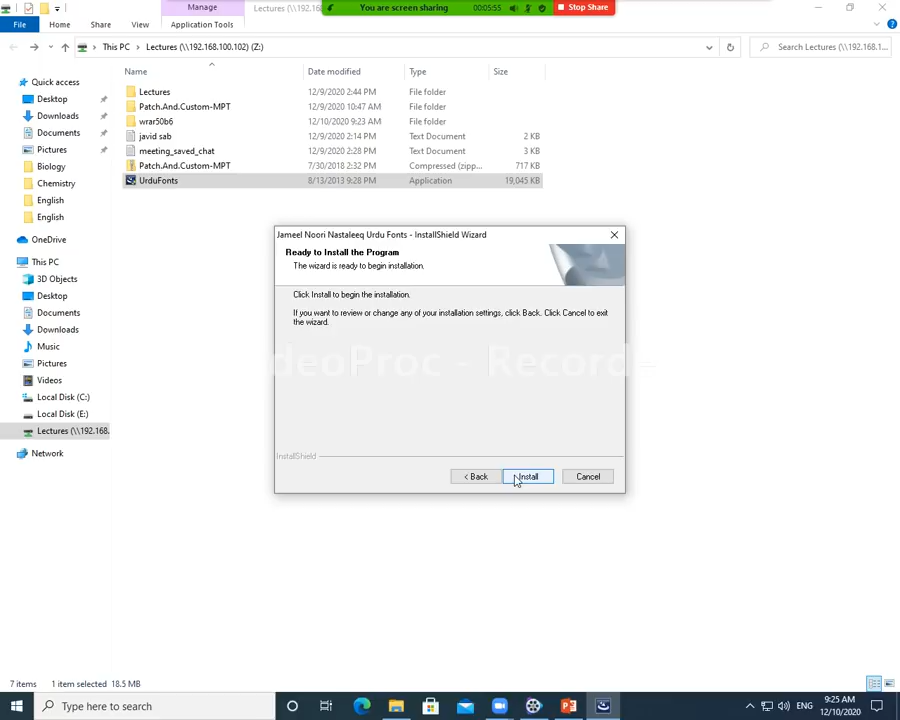 Manage
Lectures (\\192.168.10
You are screen sharing
00:05:55
Stop Share
File
Home
Share
View
Application Tools
This PC
Lectures (\\192.168.100.102) (Z:)
Search Lectures (\\192.168.1...
Name
Date modified
Type
Size
Quick access
Desktop
Downloads
Documents
Pictures
Biology
Chemistry
English
English
OneDrive
This PC
3D Objects
Desktop
Documents
Downloads
Music
Pictures
Videos
Local Disk (C:)
Local Disk (E:)
Lectures (\\192.168.
Network
Lectures 12/9/2020 2:44 PM File folder
Patch.And.Custom-MPT 12/9/2020 10:47 AM File folder
wrar50b6 12/10/2020 9:23 AM File folder
javid sab 12/9/2020 2:14 PM Text Document 2 KB
meeting_saved_chat 12/9/2020 2:28 PM Text Document 3 KB
Patch.And.Custom-MPT 7/30/2018 2:32 PM Compressed (zipp... 717 KB
UrduFonts 8/13/2013 9:28 PM Application 19,045 KB
Jameel Noori Nastaleeq Urdu Fonts - InstallShield Wizard
Ready to Install the Program
The wizard is ready to begin installation.
Click Install to begin the installation.
If you want to review or change any of your installation settings, click Back. Click Cancel to exit
the wizard.
deoProc Record
InstallShield
< Back
Install
Cancel
7 items
1 item selected 18.5 MB
Type here to search
ENG
9:25 AM
12/10/2020